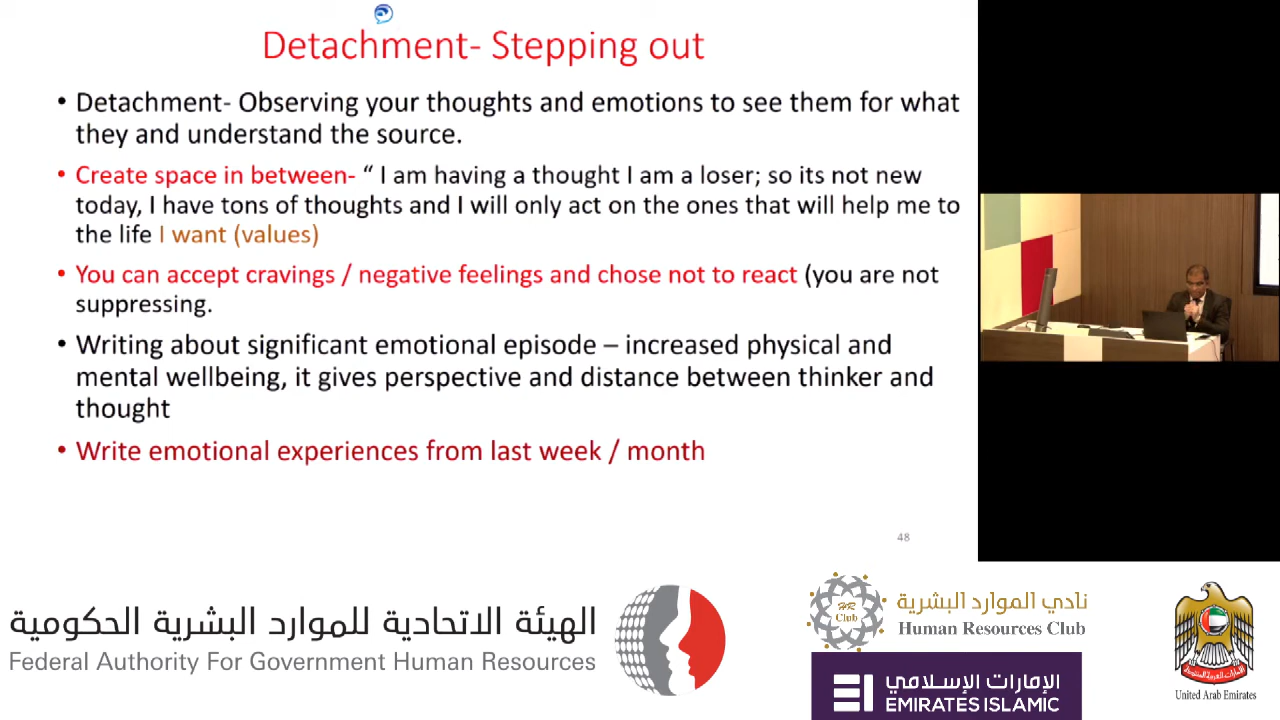 Detachment- Stepping out
• Detachment- Observing your thoughts and emotions to see them for what
they and understand the source.
• Create space in between- “ I am having a thought I am a loser; so its not new
today, I have tons of thoughts and I will only act on the ones that will help me to
the life I want (values)
• You can accept cravings / negative feelings and chose not to react (you are not
suppressing.
• Writing about significant emotional episode – increased physical and
mental wellbeing, it gives perspective and distance between thinker and
thought
• Write emotional experiences from last week / month
48
الهيئة الاتحادية للموارد البشرية الحكومية
Federal Authority For Government Human Resources
HR
Club
نادي الموارد البشرية
Human Resources Club
الإمارات الإسلامي
EMIRATES ISLAMIC
United Arab Emirates